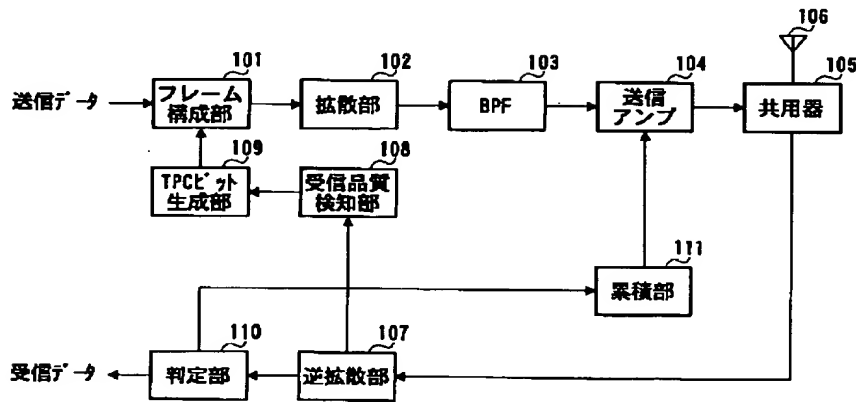 106
101
102
103
104
105
送信データ
フレーム
構成部
拡散部
BPF
送信
アンプ
共用器
109
108
TPCビット
生成部
受信品質
検知部
111
累積部
110
107
受信データ
判定部
逆拡散部